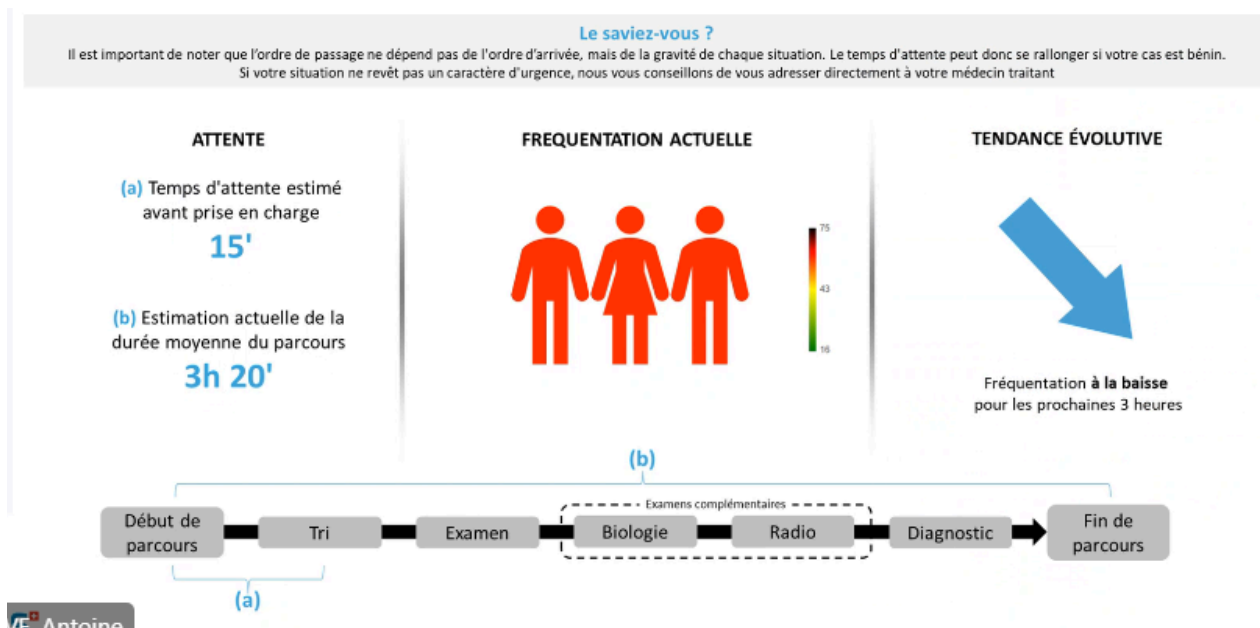 Le saviez-vous ?
Il est important de noter que l'ordre de passage ne dépend pas de l'ordre d'arrivée, mais de la gravité de chaque situation. Le temps d'attente peut donc se rallonger si votre cas est bénin.
Si votre situation ne revêt pas un caractère d'urgence, nous vous conseillons de vous adresser directement à votre médecin traitant
ATTENTE
(a) Temps d'attente estimé
avant prise en charge
15'
(b) Estimation actuelle de la
durée moyenne du parcours
3h 20'
FREQUENTATION ACTUELLE
75
43
16
TENDANCE ÉVOLUTIVE
Fréquentation à la baisse
pour les prochaines 3 heures
(b)
Examens complémentaires
Début de
parcours
Tri
Examen
Biologie
Radio
Diagnostic
Fin de
parcours
(a)
Antoine